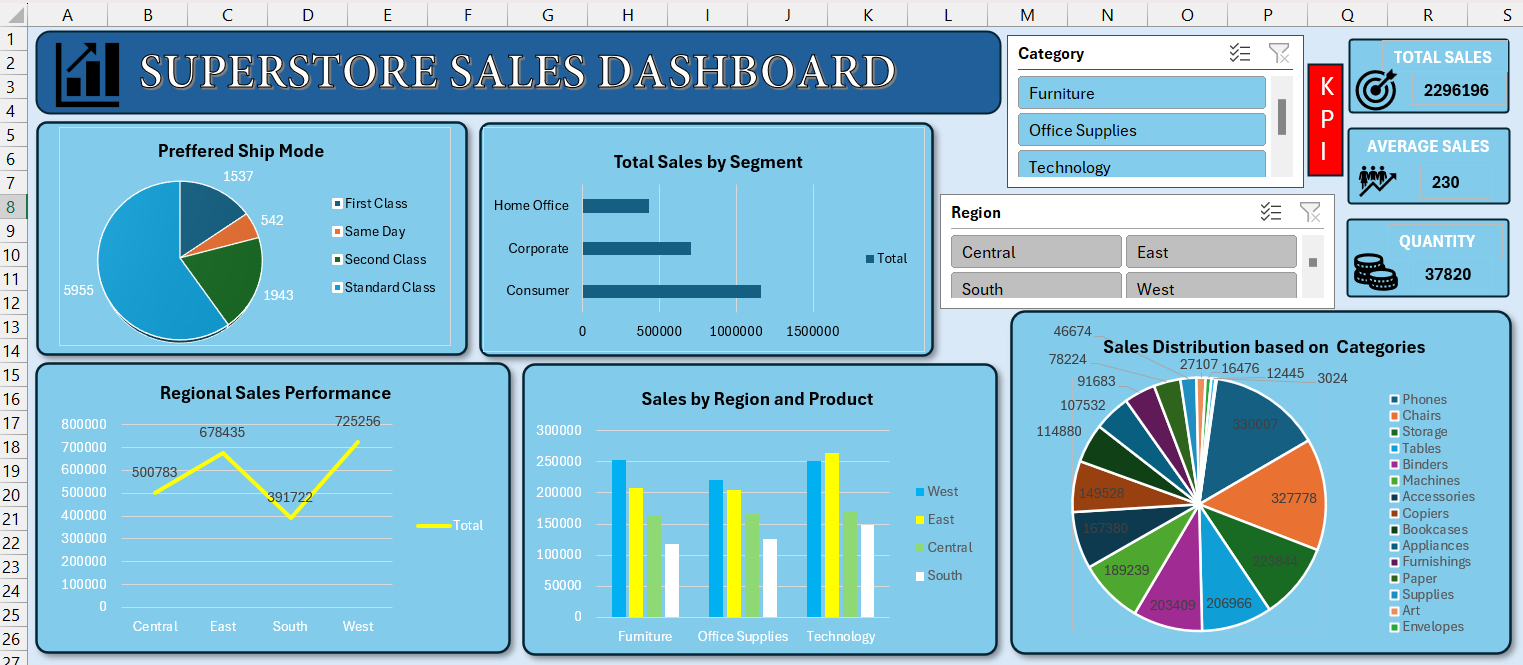 A B C D E F G H I J K L M N O P Q R S
1
2
3
4
5
6
7
8
9
10
11
12
13
14
15
16
17
18
19
20
21
22
23
24
25
26
27
SUPERSTORE SALES DASHBOARD
Category
Furniture
Office Supplies
Technology
KPI
TOTAL SALES
2296196
AVERAGE SALES
230
QUANTITY
37820
Region
Central East
South West
Preffered Ship Mode
1537
542
1943
5955
First Class
Same Day
Second Class
Standard Class
Total Sales by Segment
Home Office
Corporate
Consumer
0 500000 1000000 1500000
Total
Regional Sales Performance
800000
700000
600000
500000
400000
300000
200000
100000
0
500783
678435
391722
725256
Central East South West
Total
Sales by Region and Product
300000
250000
200000
150000
100000
50000
0
Furniture Office Supplies Technology
West
East
Central
South
Sales Distribution based on Categories
330007
327778
223844
206966
203409
189239
167380
149528
114880
107532
91683
78224
46674
27107
16476
12445
3024
Phones
Chairs
Storage
Tables
Binders
Machines
Accessories
Copiers
Bookcases
Appliances
Furnishings
Paper
Supplies
Art
Envelopes